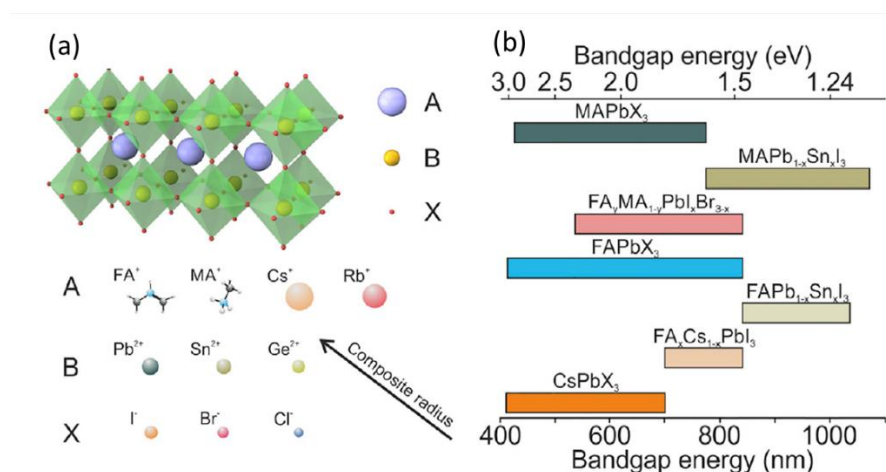 (a)
A
B
X
A FA⁺ MA⁺ Cs⁺ Rb⁺
B Pb²⁺ Sn²⁺ Ge²⁺
X I⁻ Br⁻ Cl⁻
Composite radius
(b)
Bandgap energy (eV)
3.0 2.5 2.0 1.5 1.24
MAPbX₃
MAPb₁₋ₓSnₓI₃
FAᵧMA₁₋ᵧPbIₓBr₃₋ₓ
FAPbX₃
FAPb₁₋ₓSnₓI₃
FAₓCs₁₋ₓPbI₃
CsPbX₃
400 600 800 1000
Bandgap energy (nm)